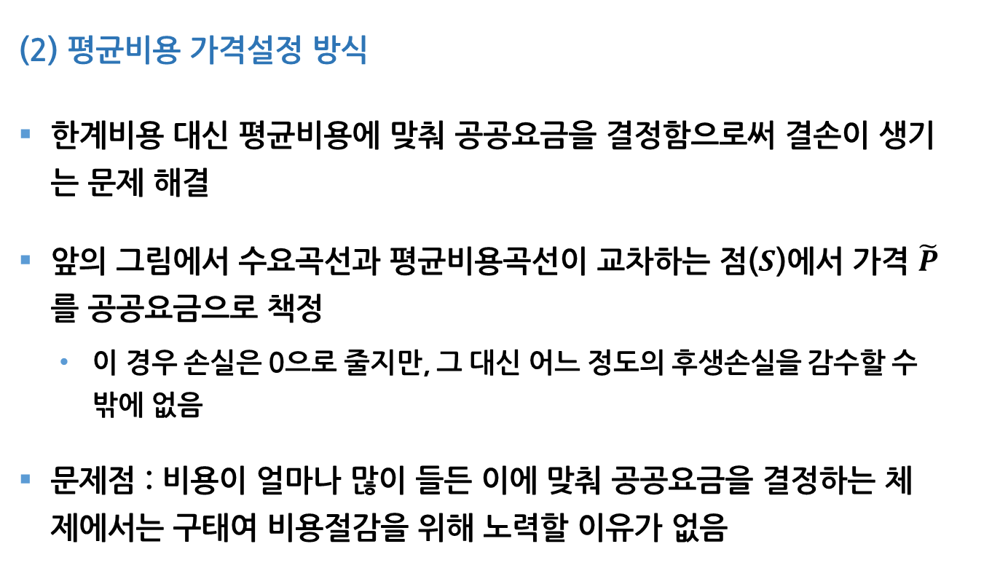 (2) 평균비용 가격설정 방식
▪ 한계비용 대신 평균비용에 맞춰 공공요금을 결정함으로써 결손이 생기
는 문제 해결
▪ 앞의 그림에서 수요곡선과 평균비용곡선이 교차하는 점(S)에서 가격 P̃
를 공공요금으로 책정
• 이 경우 손실은 0으로 줄지만, 그 대신 어느 정도의 후생손실을 감수할 수
밖에 없음
▪ 문제점 : 비용이 얼마나 많이 들든 이에 맞춰 공공요금을 결정하는 체
제에서는 구태여 비용절감을 위해 노력할 이유가 없음